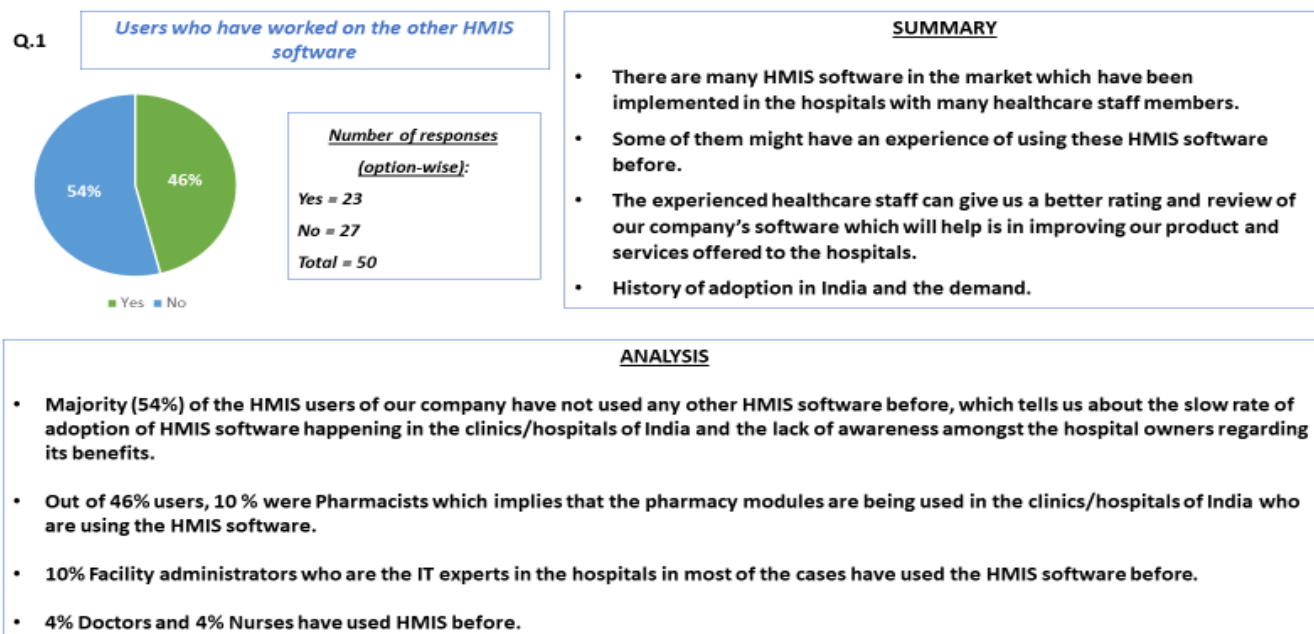 Q.1
Users who have worked on the other HMIS
software
54%
46%
Yes No
Number of responses
(option-wise):
Yes = 23
No = 27
Total = 50
SUMMARY
• There are many HMIS software in the market which have been
implemented in the hospitals with many healthcare staff members.
• Some of them might have an experience of using these HMIS software
before.
• The experienced healthcare staff can give us a better rating and review of
our company's software which will help is in improving our product and
services offered to the hospitals.
• History of adoption in India and the demand.
ANALYSIS
• Majority (54%) of the HMIS users of our company have not used any other HMIS software before, which tells us about the slow rate of
adoption of HMIS software happening in the clinics/hospitals of India and the lack of awareness amongst the hospital owners regarding
its benefits.
• Out of 46% users, 10 % were Pharmacists which implies that the pharmacy modules are being used in the clinics/hospitals of India who
are using the HMIS software.
• 10% Facility administrators who are the IT experts in the hospitals in most of the cases have used the HMIS software before.
• 4% Doctors and 4% Nurses have used HMIS before.